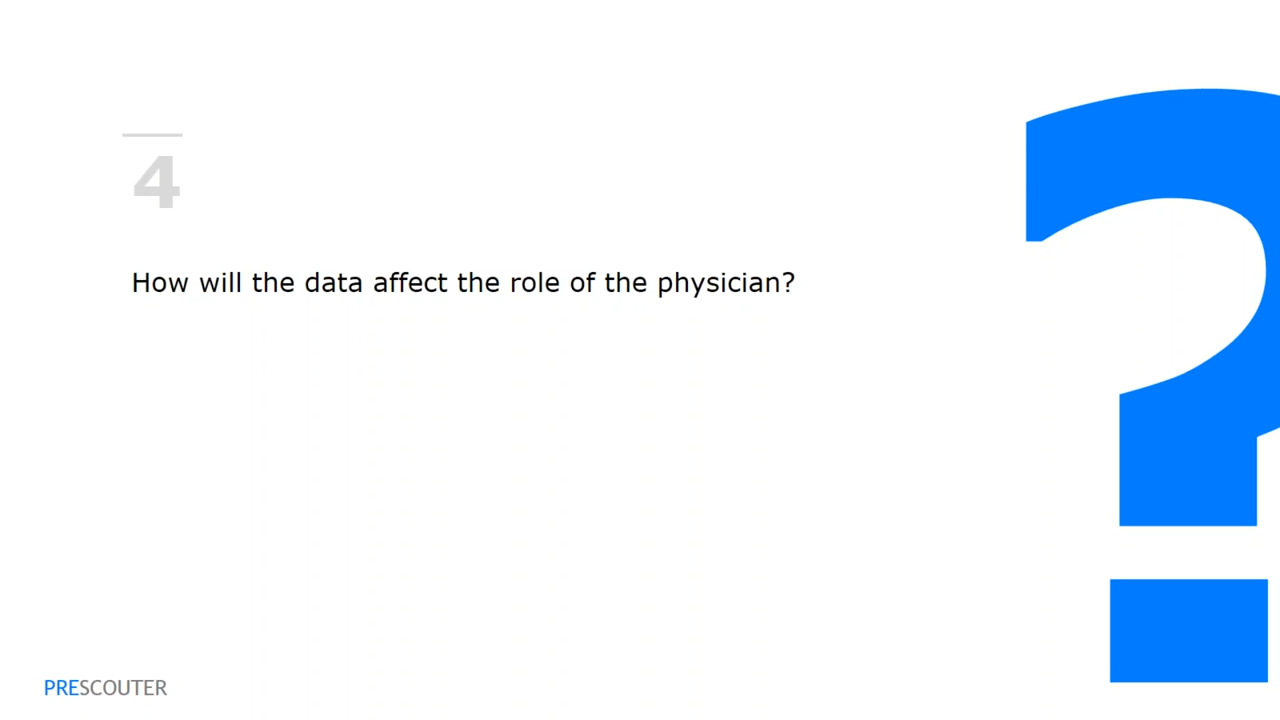 4
How will the data affect the role of the physician?
?
PRESCOUTER